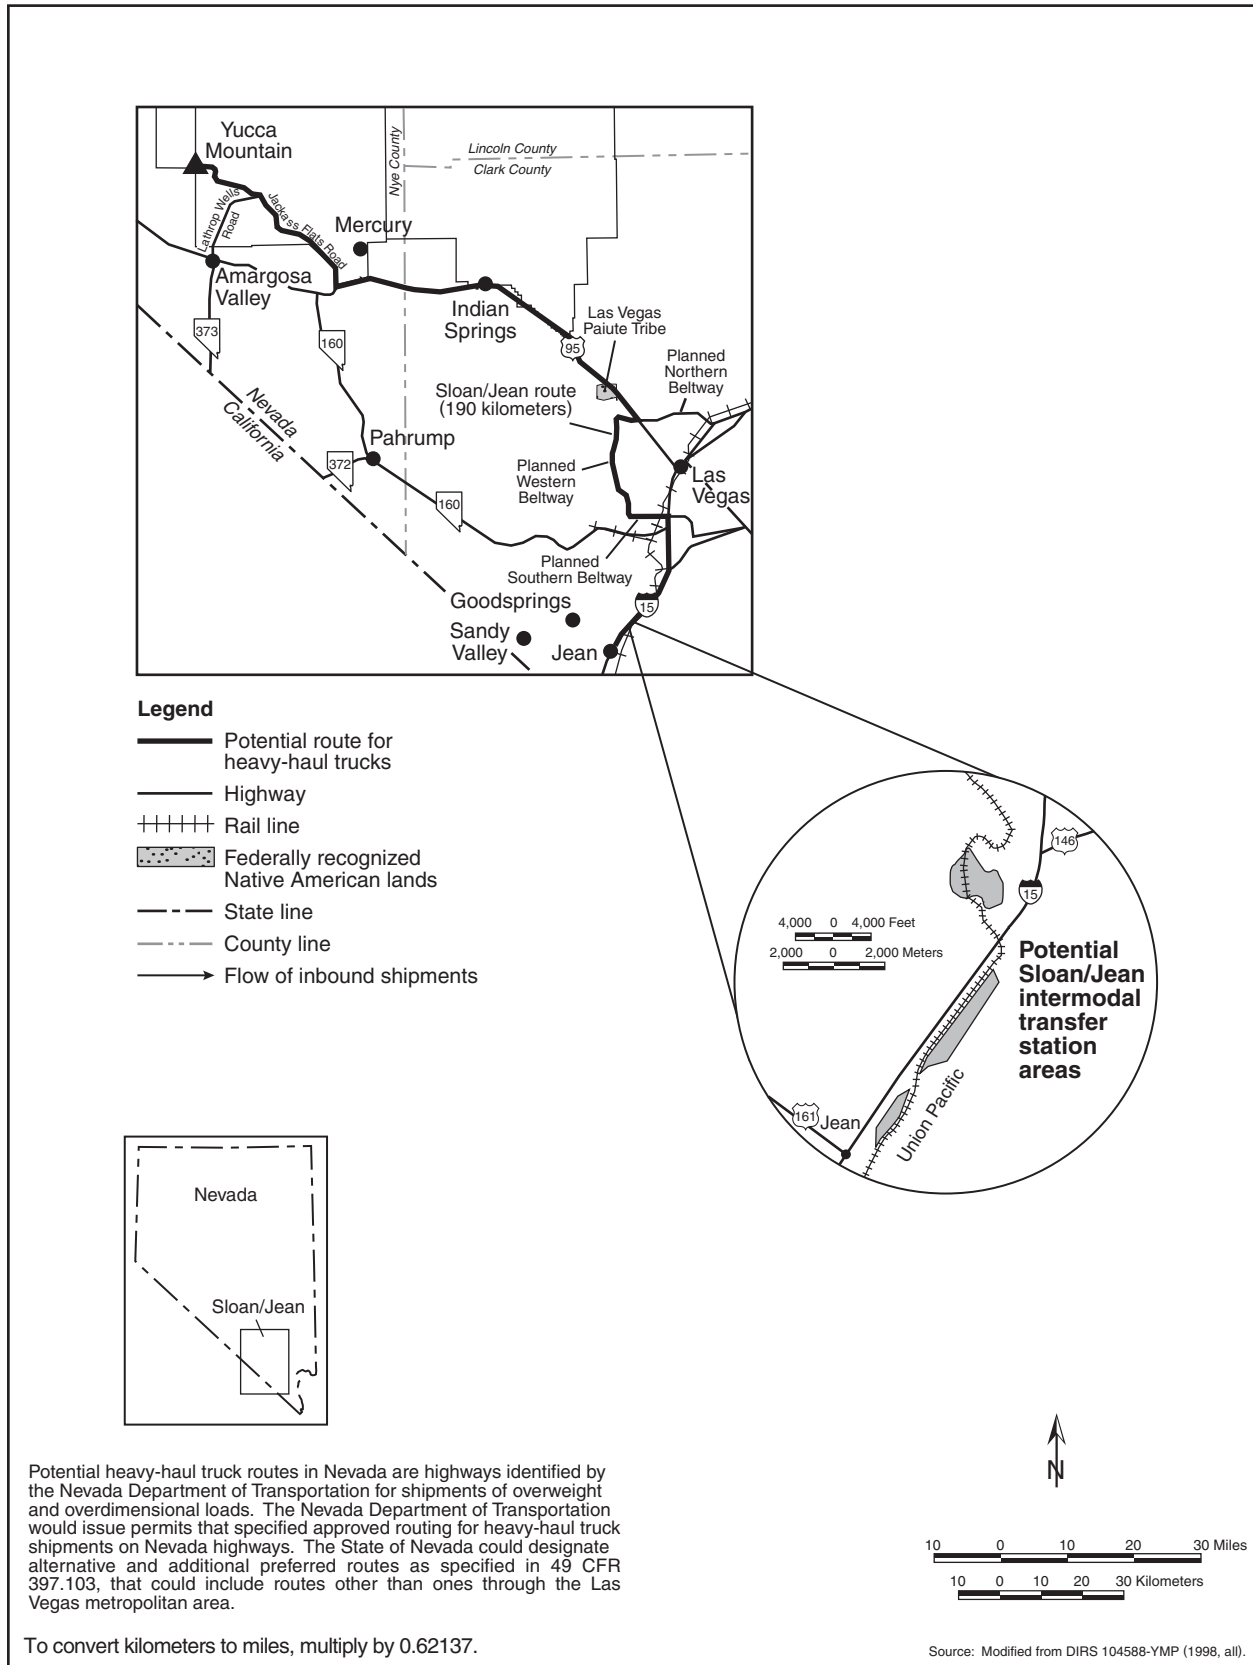 Yucca
Mountain
Nye County
Lincoln County
Clark County
Lathrop Wells
Road
Jackass Flats Road
Mercury
Amargosa
Valley
Indian
Springs
Las Vegas
Paiute Tribe
373
160
95
Planned
Northern
Beltway
Sloan/Jean route
(190 kilometers)
Nevada
California
Pahrump
372
160
Planned
Western
Beltway
Las
Vegas
Planned
Southern Beltway
Goodsprings
15
Sandy
Valley
Jean
Legend
Potential route for
heavy-haul trucks
Highway
Rail line
Federally recognized
Native American lands
State line
County line
Flow of inbound shipments
146
15
4,000 0 4,000 Feet
2,000 0 2,000 Meters
Potential
Sloan/Jean
intermodal
transfer
station
areas
Union Pacific
161
Jean
Nevada
Sloan/Jean
N
Potential heavy-haul truck routes in Nevada are highways identified by
the Nevada Department of Transportation for shipments of overweight
and overdimensional loads. The Nevada Department of Transportation
would issue permits that specified approved routing for heavy-haul truck
shipments on Nevada highways. The State of Nevada could designate
alternative and additional preferred routes as specified in 49 CFR
397.103, that could include routes other than ones through the Las
Vegas metropolitan area.
10 0 10 20 30 Miles
10 0 10 20 30 Kilometers
To convert kilometers to miles, multiply by 0.62137.
Source: Modified from DIRS 104588-YMP (1998, all).